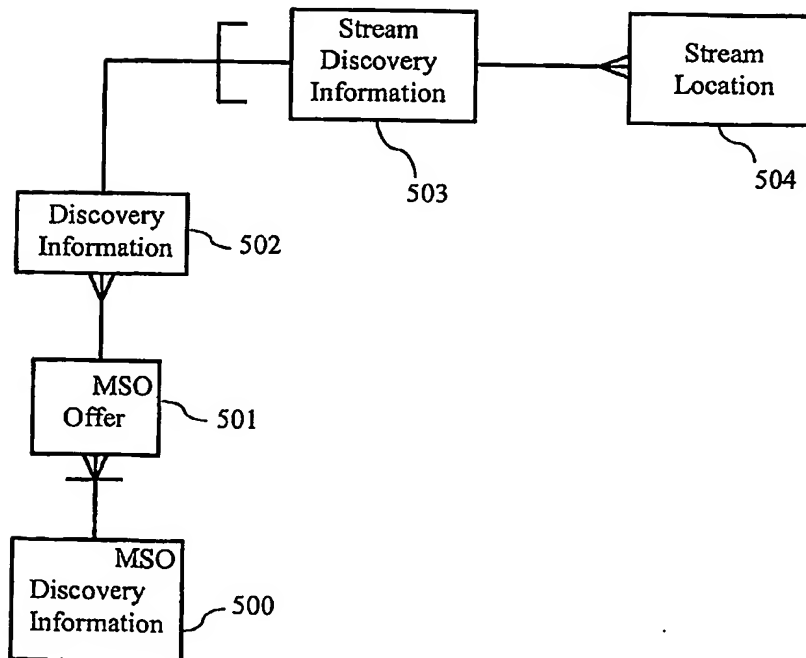 Stream
Discovery
Information
503
Stream
Location
504
Discovery
Information
502
MSO
Offer
501
MSO
Discovery
Information
500